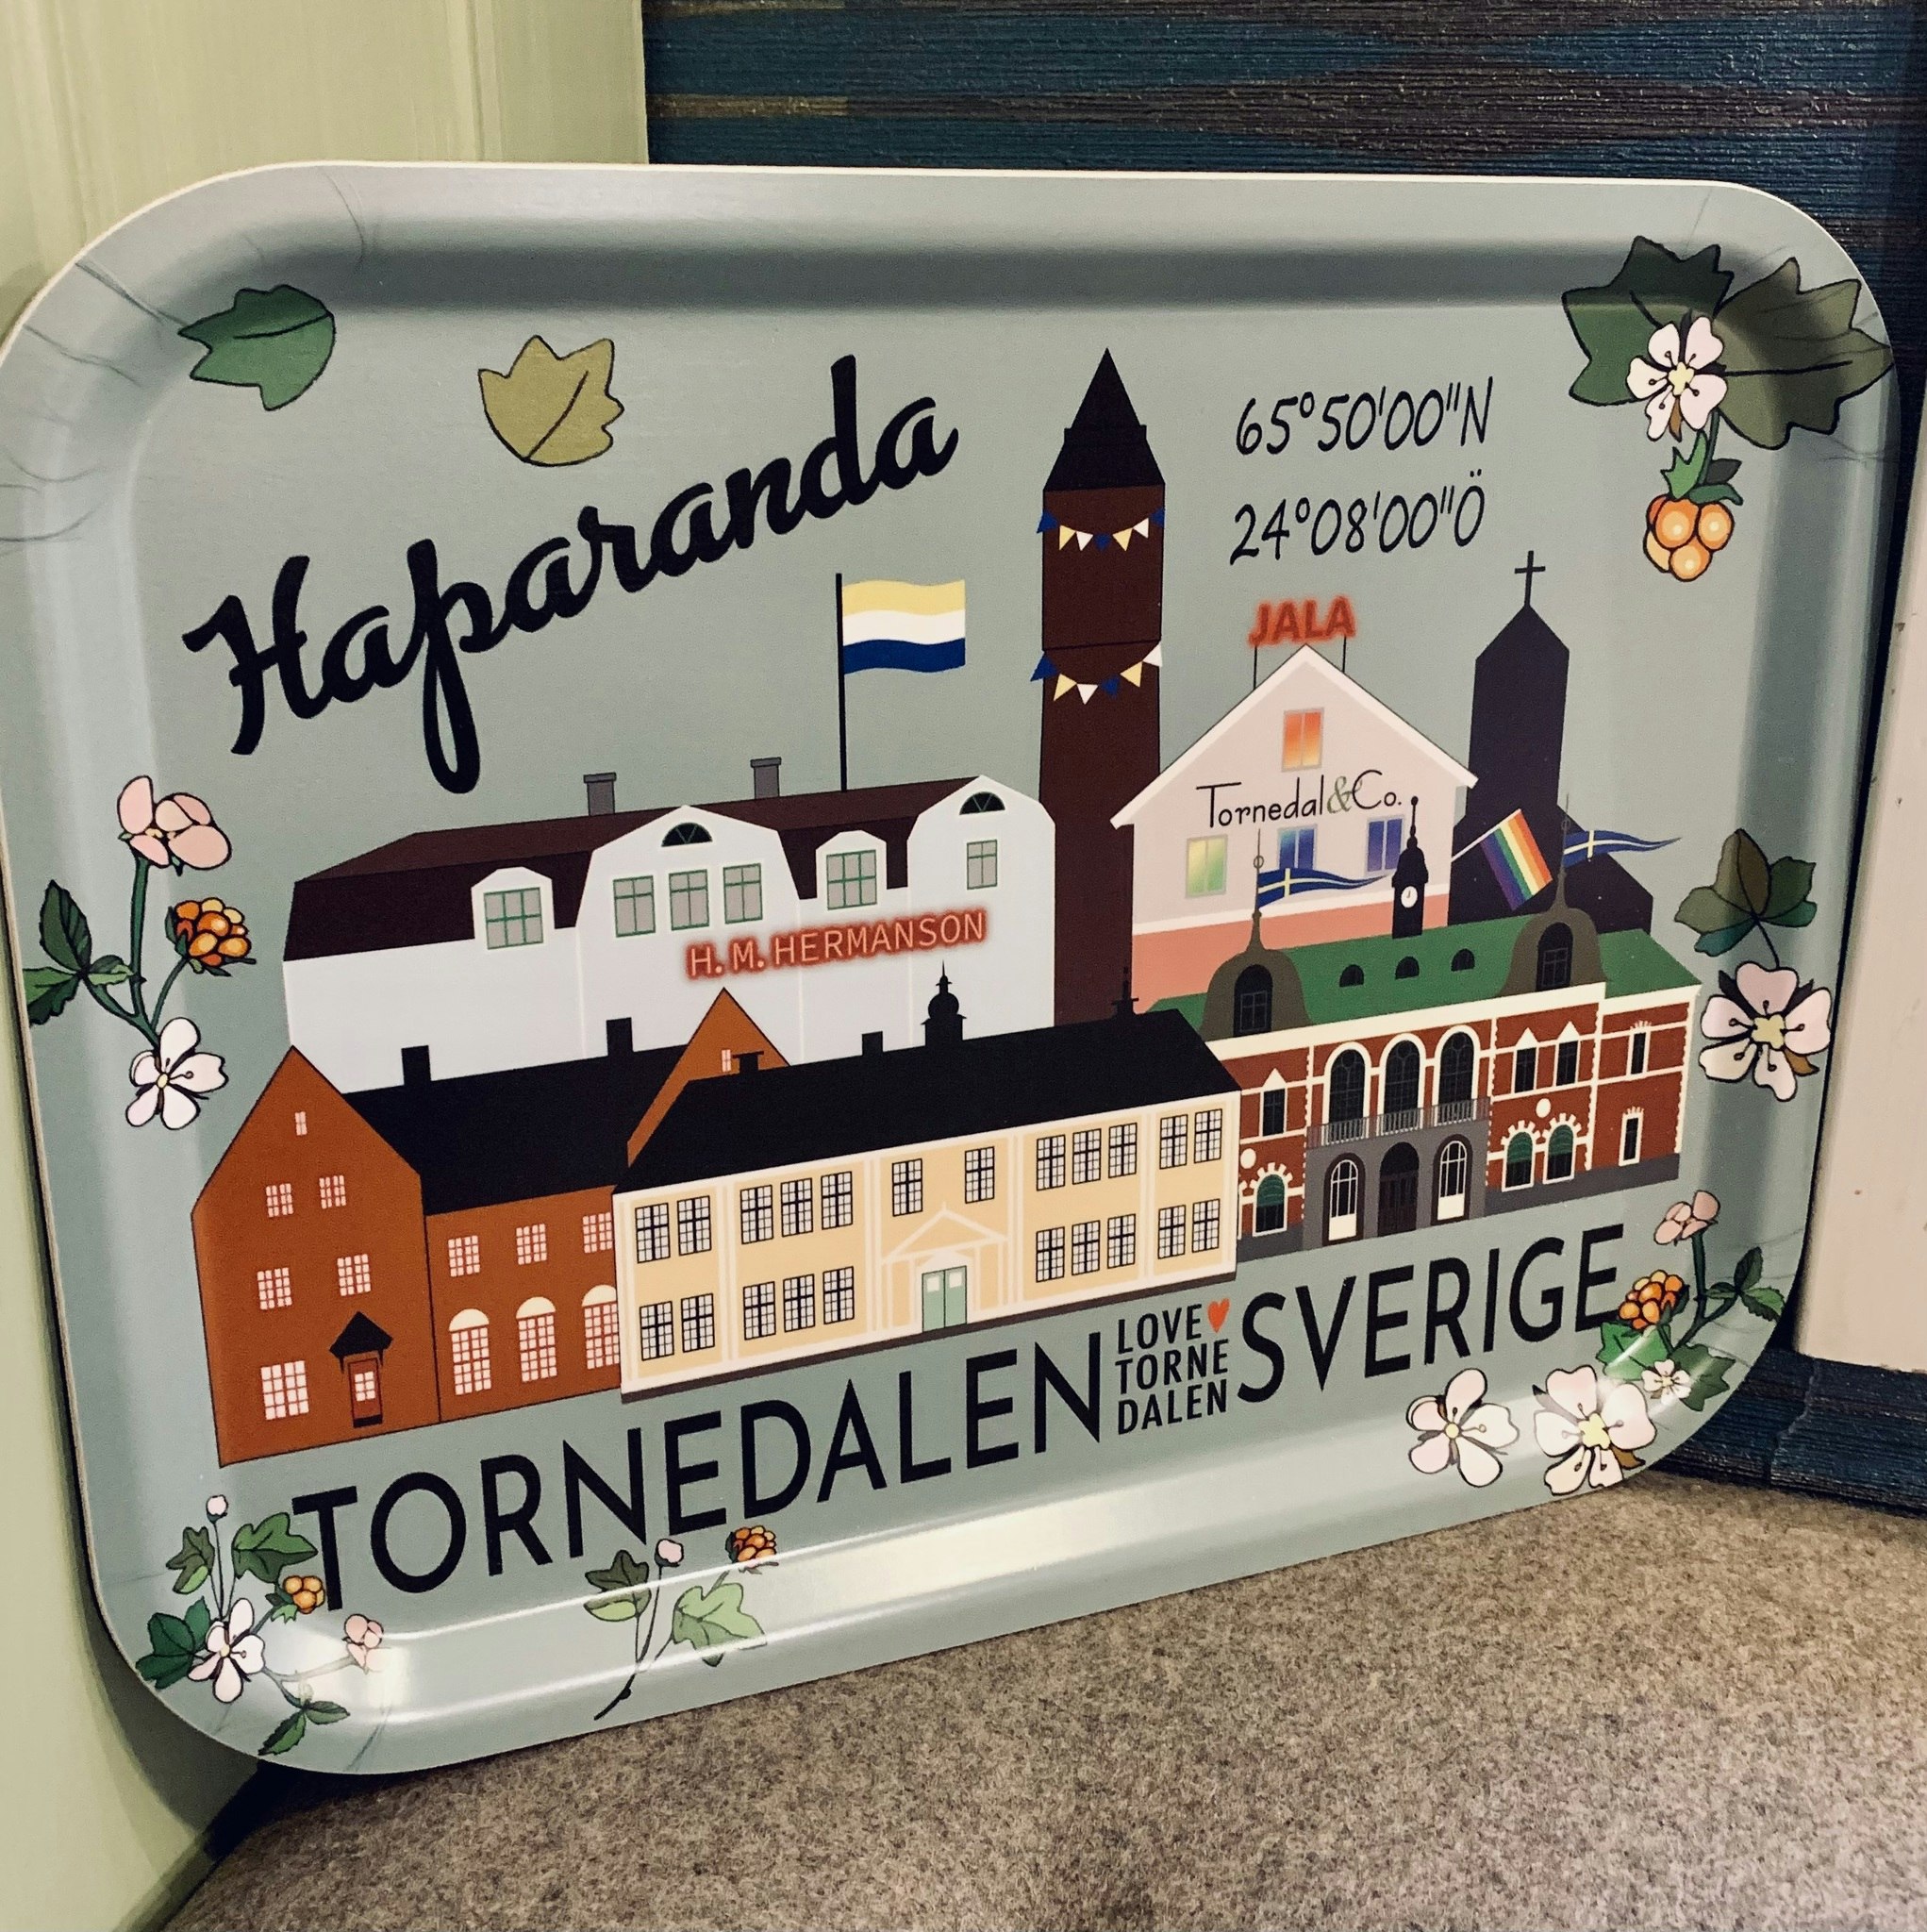 Haparanda
65°50'00"N
24°08'00"Ö
JALA
Tornedal&Co.
H.M.HERMANSON
TORNEDALEN
LOVE♥
TORNE
DALEN
SVERIGE